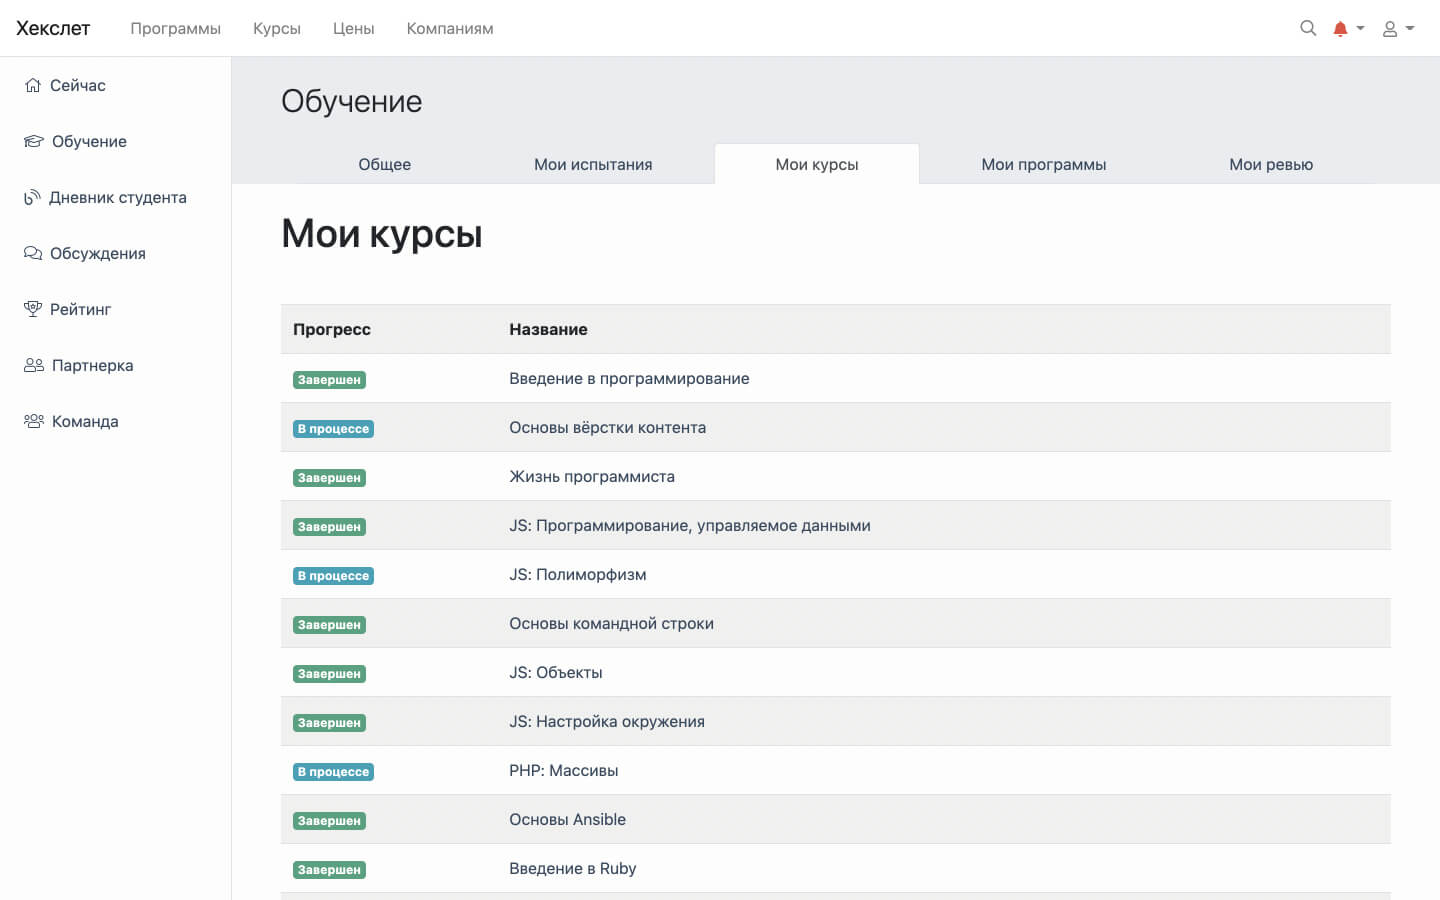 Хекслет Программы Курсы Цены Компаниям
Сейчас
Обучение
Дневник студента
Обсуждения
Рейтинг
Партнерка
Команда
Обучение
Общее Мои испытания Мои курсы Мои программы Мои ревью
Мои курсы
Прогресс Название
Завершен Введение в программирование
В процессе Основы вёрстки контента
Завершен Жизнь программиста
Завершен JS: Программирование, управляемое данными
В процессе JS: Полиморфизм
Завершен Основы командной строки
Завершен JS: Объекты
Завершен JS: Настройка окружения
В процессе PHP: Массивы
Завершен Основы Ansible
Завершен Введение в Ruby